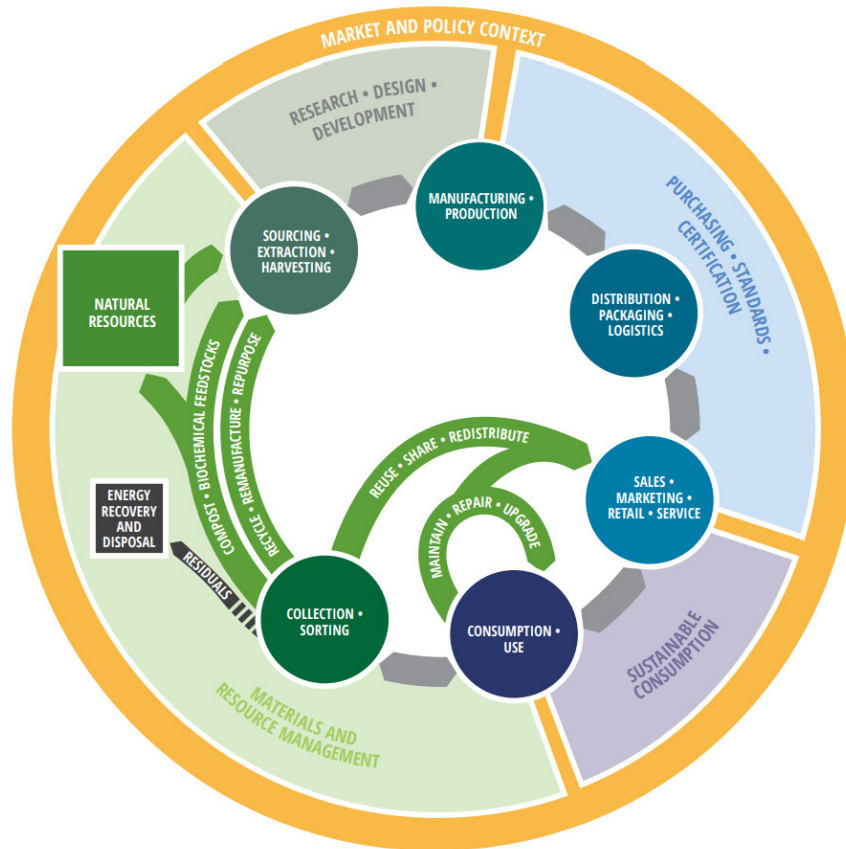 MARKET AND POLICY CONTEXT
RESEARCH • DESIGN •
DEVELOPMENT
PURCHASING • STANDARDS •
CERTIFICATION
MANUFACTURING •
PRODUCTION
SOURCING •
EXTRACTION •
HARVESTING
NATURAL
RESOURCES
DISTRIBUTION •
PACKAGING •
LOGISTICS
COMPOST • BIOCHEMICAL FEEDSTOCKS
RECYCLE • REMANUFACTURE • REPURPOSE
REUSE • SHARE • REDISTRIBUTE
MAINTAIN • REPAIR • UPGRADE
SALES •
MARKETING •
RETAIL • SERVICE
ENERGY
RECOVERY
AND
DISPOSAL
RESIDUALS
COLLECTION •
SORTING
CONSUMPTION •
USE
SUSTAINABLE
CONSUMPTION
MATERIALS AND
RESOURCE MANAGEMENT